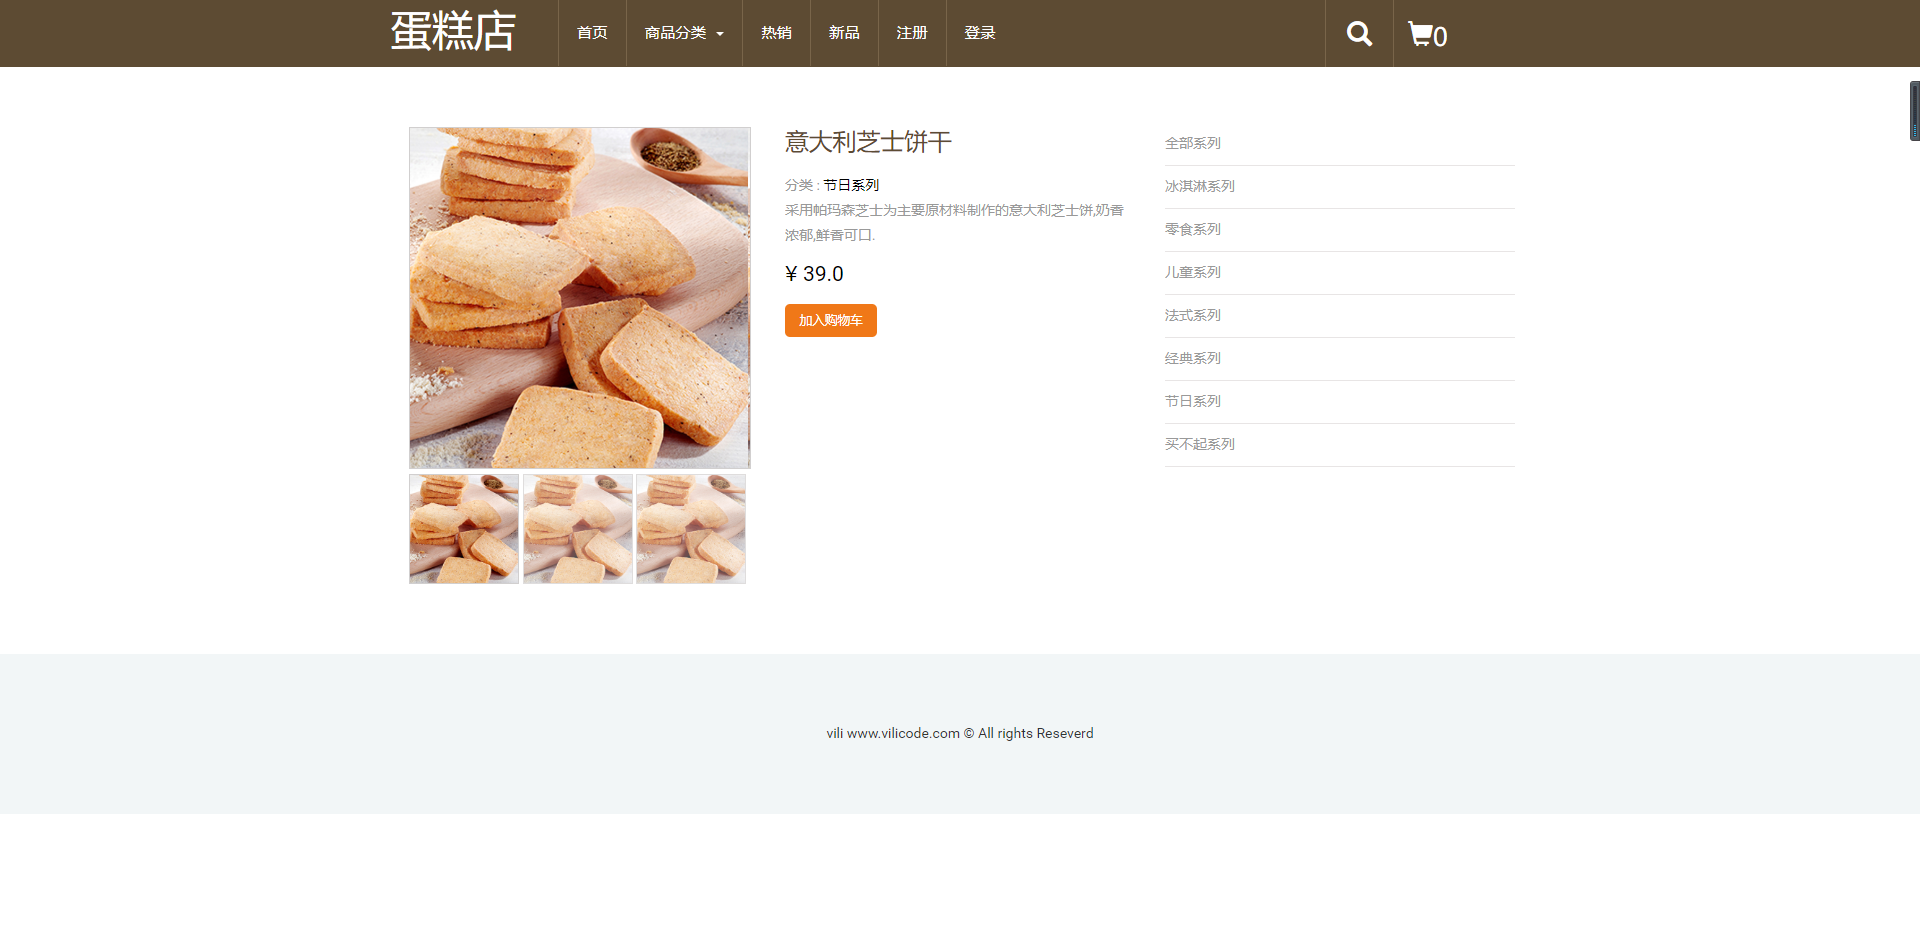 蛋糕店
首页
商品分类
热销
新品
注册
登录
0
意大利芝士饼干
分类 : 节日系列
采用帕玛森芝士为主要原材料制作的意大利芝士饼,奶香
浓郁,鲜香可口.
¥ 39.0
加入购物车
全部系列
冰淇淋系列
零食系列
儿童系列
法式系列
经典系列
节日系列
买不起系列
vili www.vilicode.com © All rights Reseverd